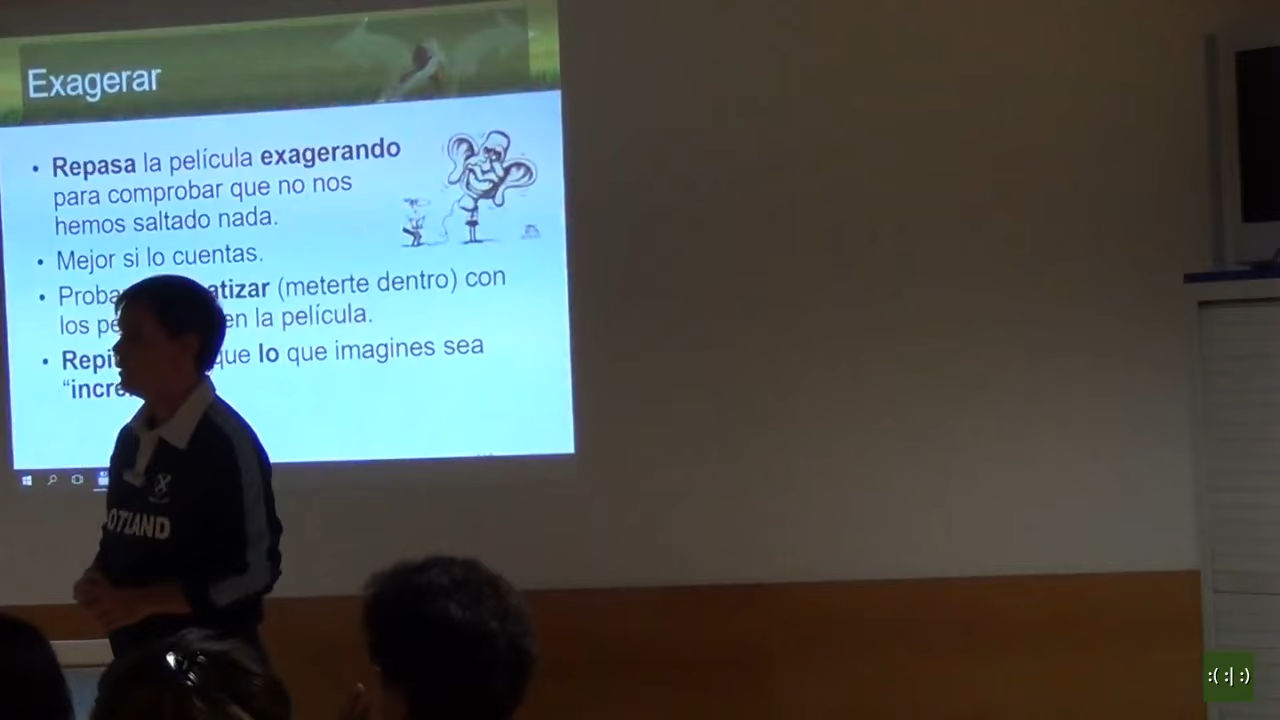 Exagerar
• Repasa la película exagerando
para comprobar que no nos
hemos saltado nada.
• Mejor si lo cuentas.
• Proba atizar (meterte dentro) con
los pe en la película.
• Repi que lo que imagines sea
“incre
OTLAND
:( :| :)